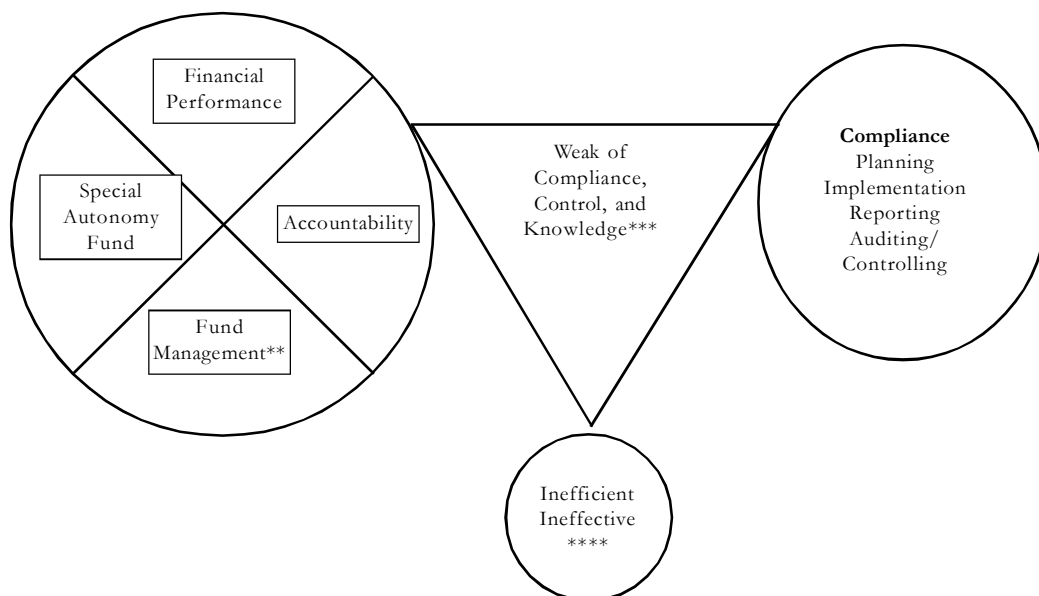 Financial
Performance
Special
Autonomy
Fund
Accountability
Fund
Management**
Weak of
Compliance,
Control, and
Knowledge***
Compliance
Planning
Implementation
Reporting
Auditing/
Controlling
Inefficient
Ineffective
****